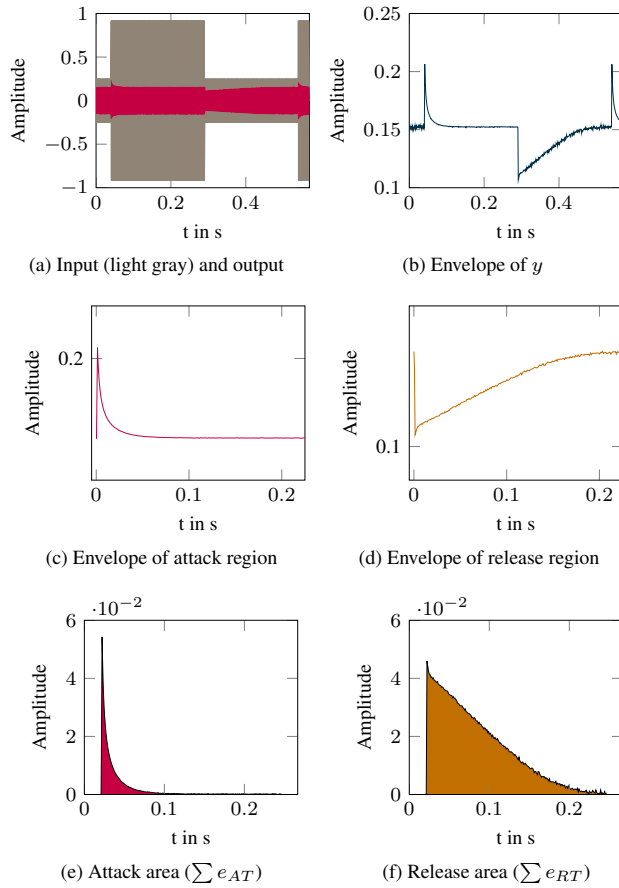 1
0.5
0
−0.5
−1
Amplitude
0
0.2
0.4
t in s
(a) Input (light gray) and output
0.25
0.2
0.15
0.1
Amplitude
0
0.2
0.4
t in s
(b) Envelope of y
0.2
Amplitude
0
0.1
0.2
t in s
(c) Envelope of attack region
0.1
Amplitude
0
0.1
0.2
t in s
(d) Envelope of release region
·10−2
6
4
2
0
Amplitude
0
0.1
0.2
t in s
(e) Attack area (∑ eAT)
·10−2
6
4
2
0
Amplitude
0
0.1
0.2
t in s
(f) Release area (∑ eRT)